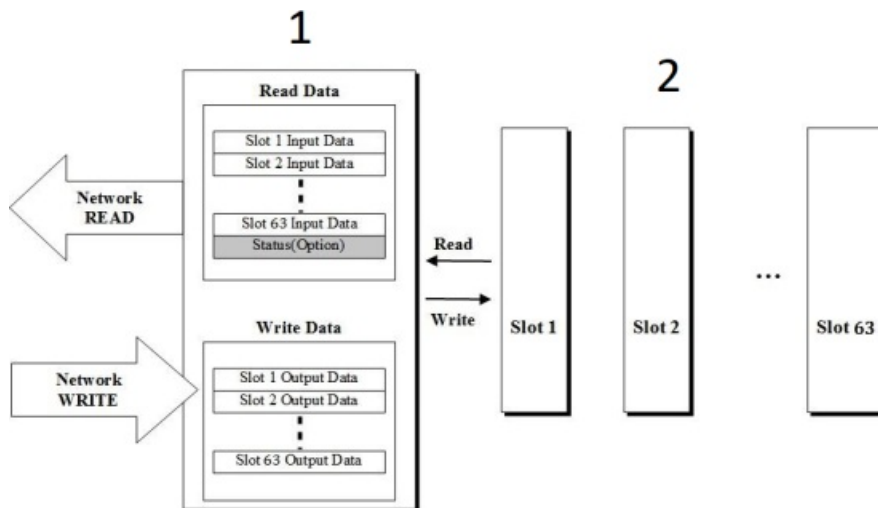 1
2
Read Data
Slot 1 Input Data
Slot 2 Input Data
Slot 63 Input Data
Status(Option)
Network
READ
Read
Write
Write Data
Slot 1 Output Data
Slot 2 Output Data
Slot 63 Output Data
Network
WRITE
Slot 1
Slot 2
...
Slot 63